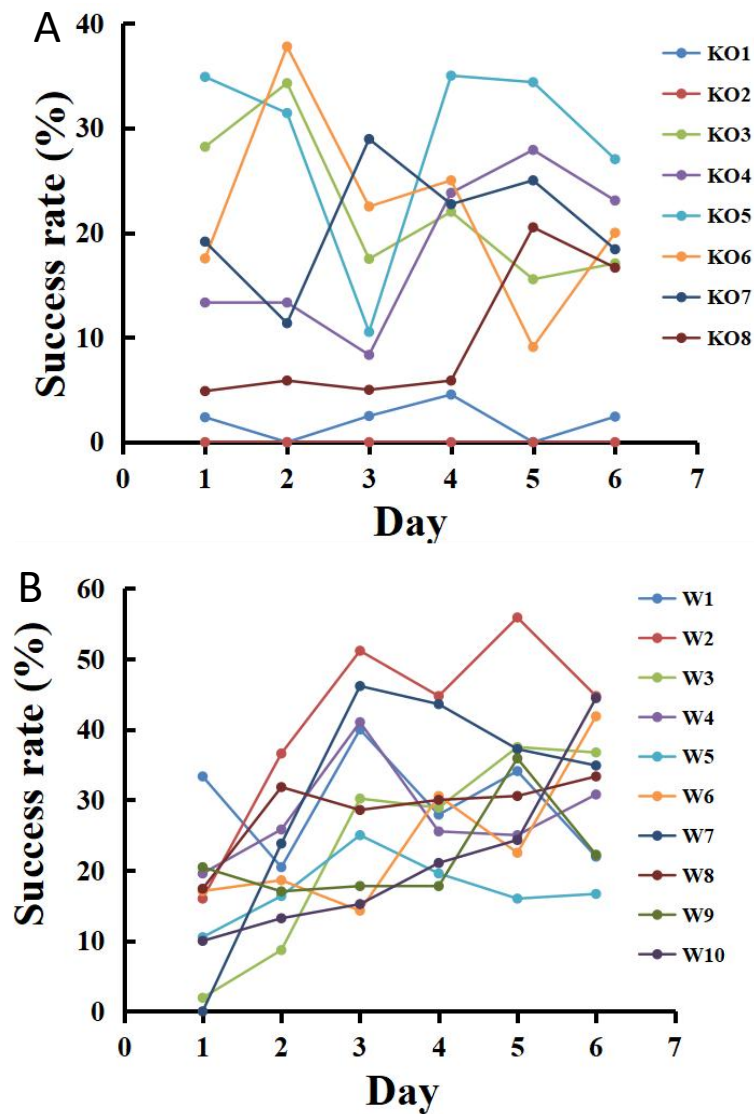 A
40
30
20
10
0
Success rate (%)
0 1 2 3 4 5 6 7
Day
KO1
KO2
KO3
KO4
KO5
KO6
KO7
KO8
B
60
50
40
30
20
10
0
Success rate (%)
0 1 2 3 4 5 6 7
Day
W1
W2
W3
W4
W5
W6
W7
W8
W9
W10